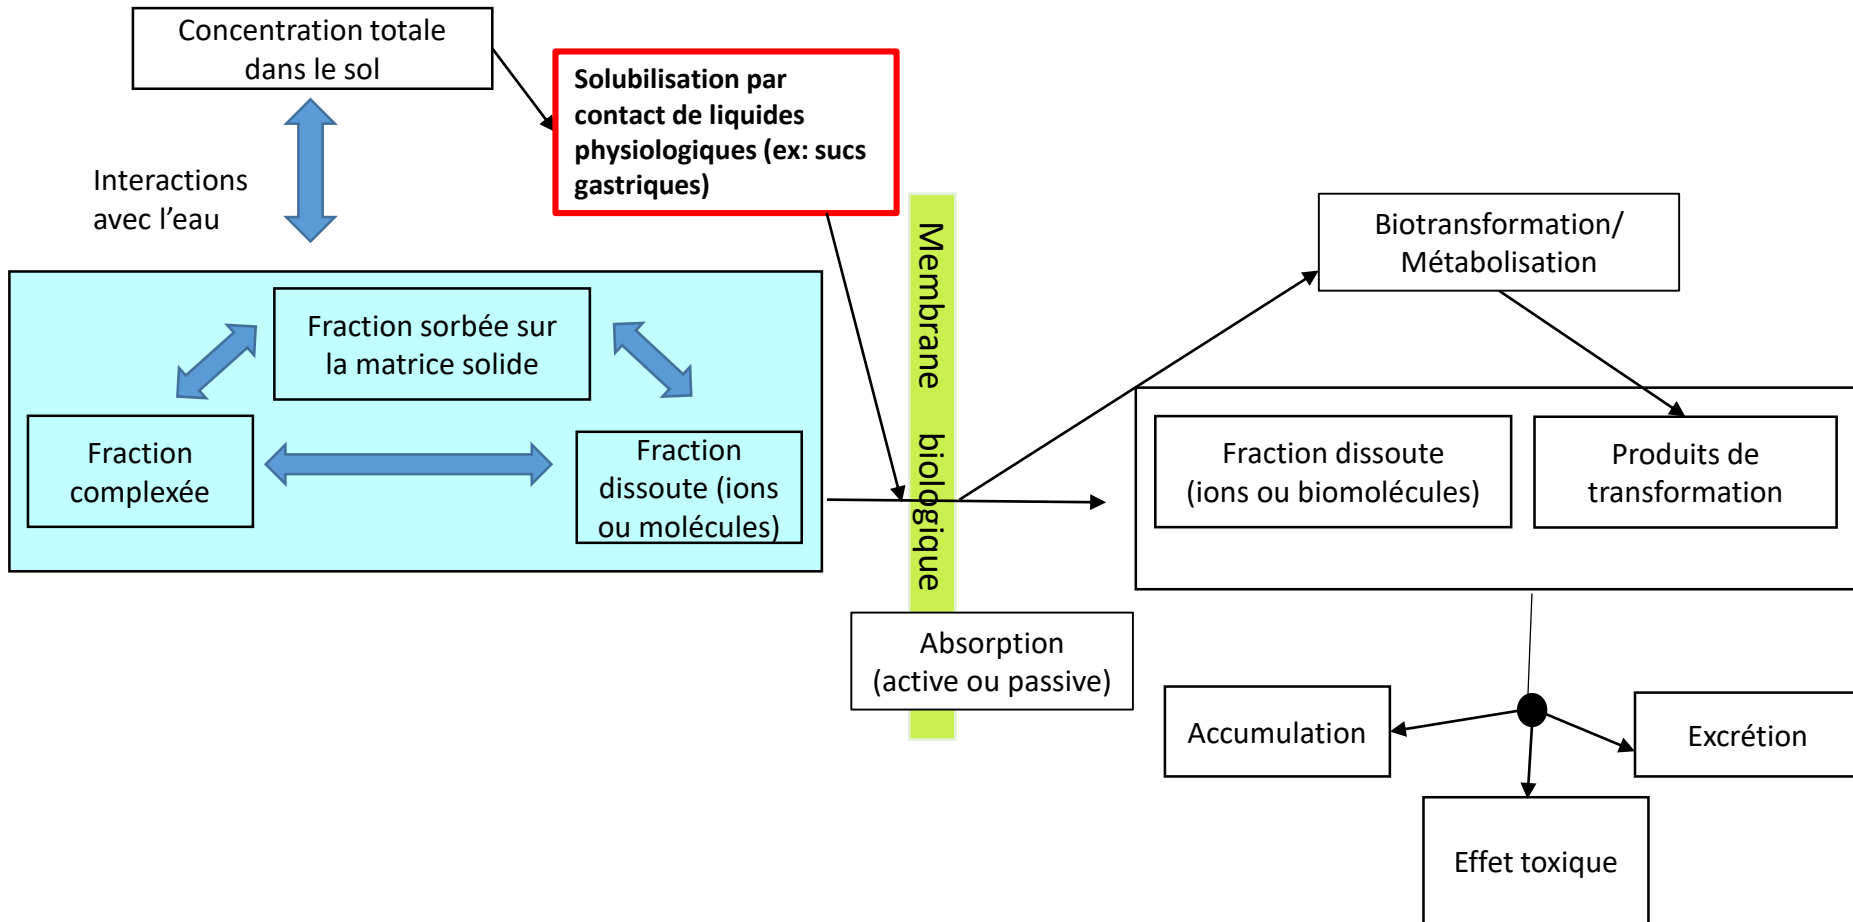 Concentration totale
dans le sol
Solubilisation par
contact de liquides
physiologiques (ex: sucs
gastriques)
Interactions
avec l’eau
Fraction sorbée sur
la matrice solide
Fraction
complexée
Fraction
dissoute (ions
ou molécules)
Membrane biologique
Absorption
(active ou passive)
Biotransformation/
Métabolisation
Fraction dissoute
(ions ou biomolécules)
Produits de
transformation
Accumulation
Excrétion
Effet toxique